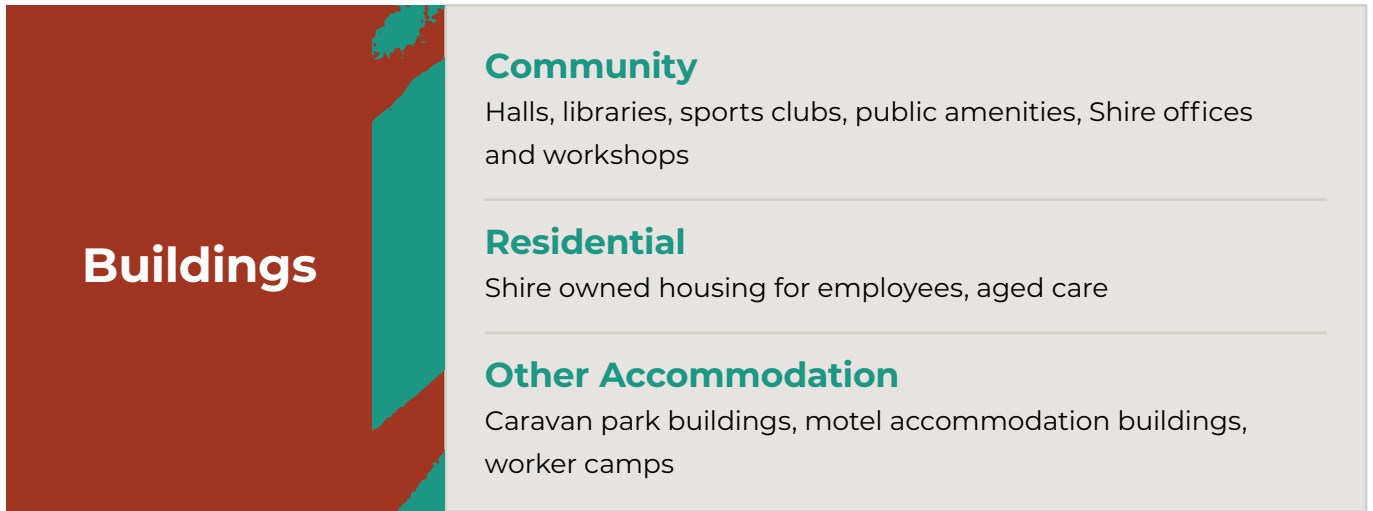 Buildings
Community
Halls, libraries, sports clubs, public amenities, Shire offices
and workshops
Residential
Shire owned housing for employees, aged care
Other Accommodation
Caravan park buildings, motel accommodation buildings,
worker camps